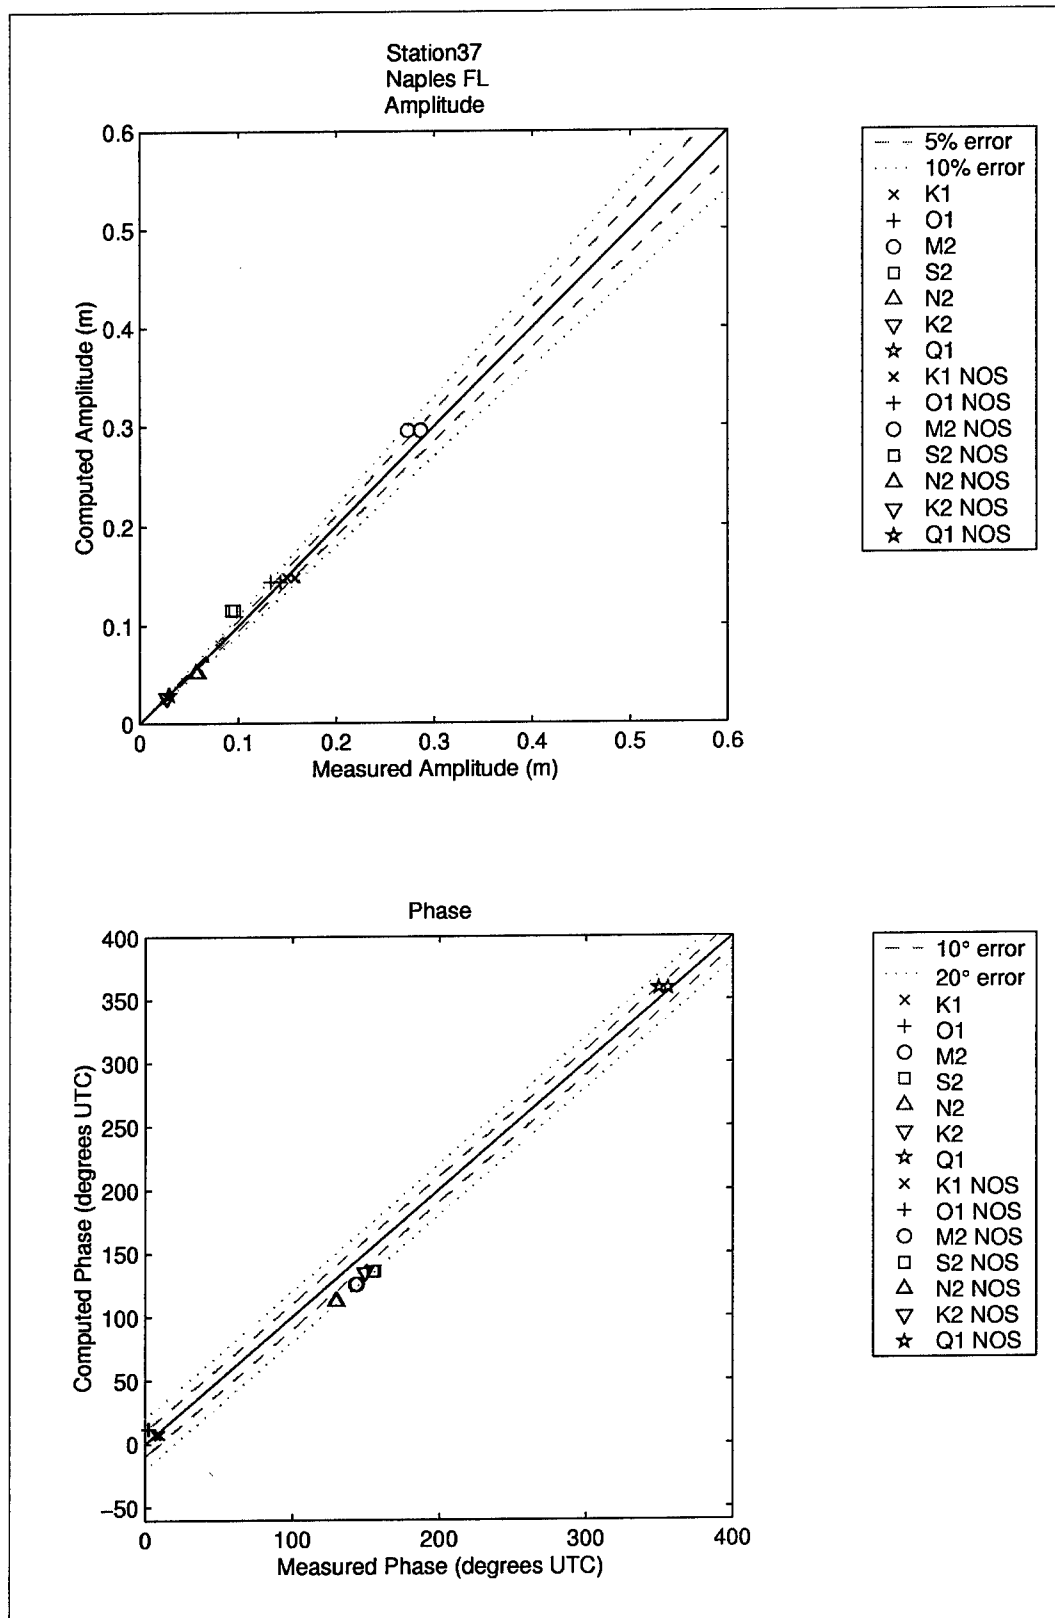 Station37
Naples FL
Amplitude
0.6
0.5
0.4
0.3
0.2
0.1
0
Computed Amplitude (m)
0 0.1 0.2 0.3 0.4 0.5 0.6
Measured Amplitude (m)
5% error
10% error
K1
O1
M2
S2
N2
K2
Q1
K1 NOS
O1 NOS
M2 NOS
S2 NOS
N2 NOS
K2 NOS
Q1 NOS
Phase
400
350
300
250
200
150
100
50
0
−50
Computed Phase (degrees UTC)
0 100 200 300 400
Measured Phase (degrees UTC)
10° error
20° error
K1
O1
M2
S2
N2
K2
Q1
K1 NOS
O1 NOS
M2 NOS
S2 NOS
N2 NOS
K2 NOS
Q1 NOS